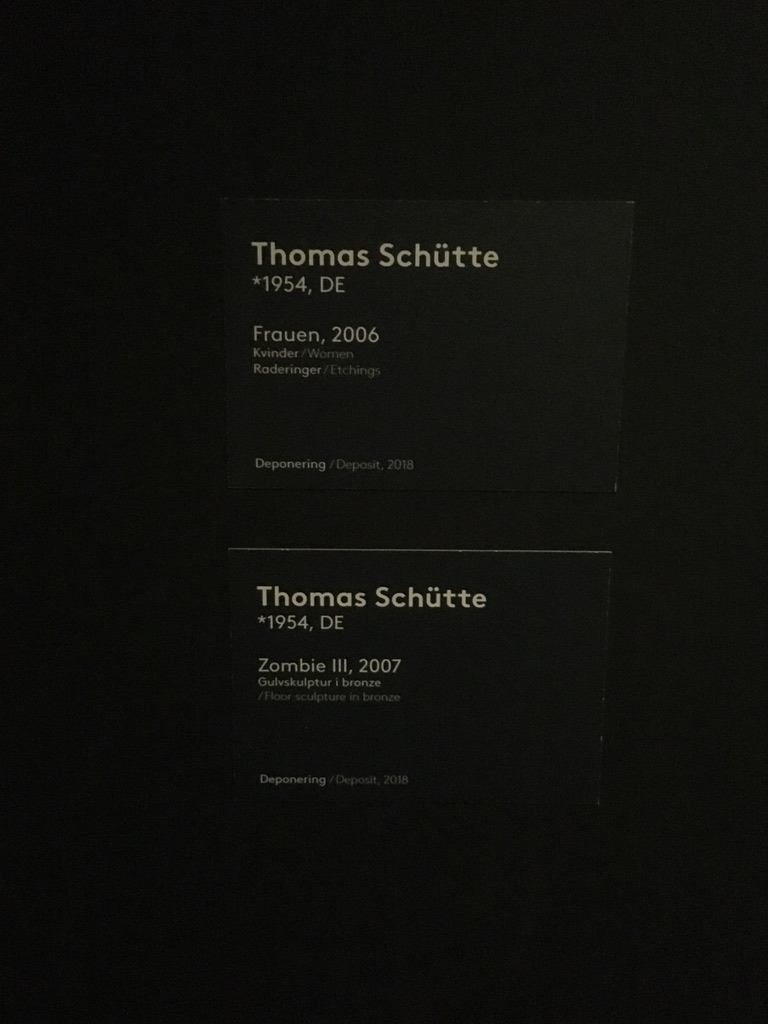 Thomas Schütte
*1954, DE
Frauen, 2006
Kvinder/Women
Raderinger/Etchings
Deponering / Deposit, 2018
Thomas Schütte
*1954, DE
Zombie III, 2007
Gulvskulptur i bronze
/Floor sculpture in bronze
Deponering / Deposit, 2018